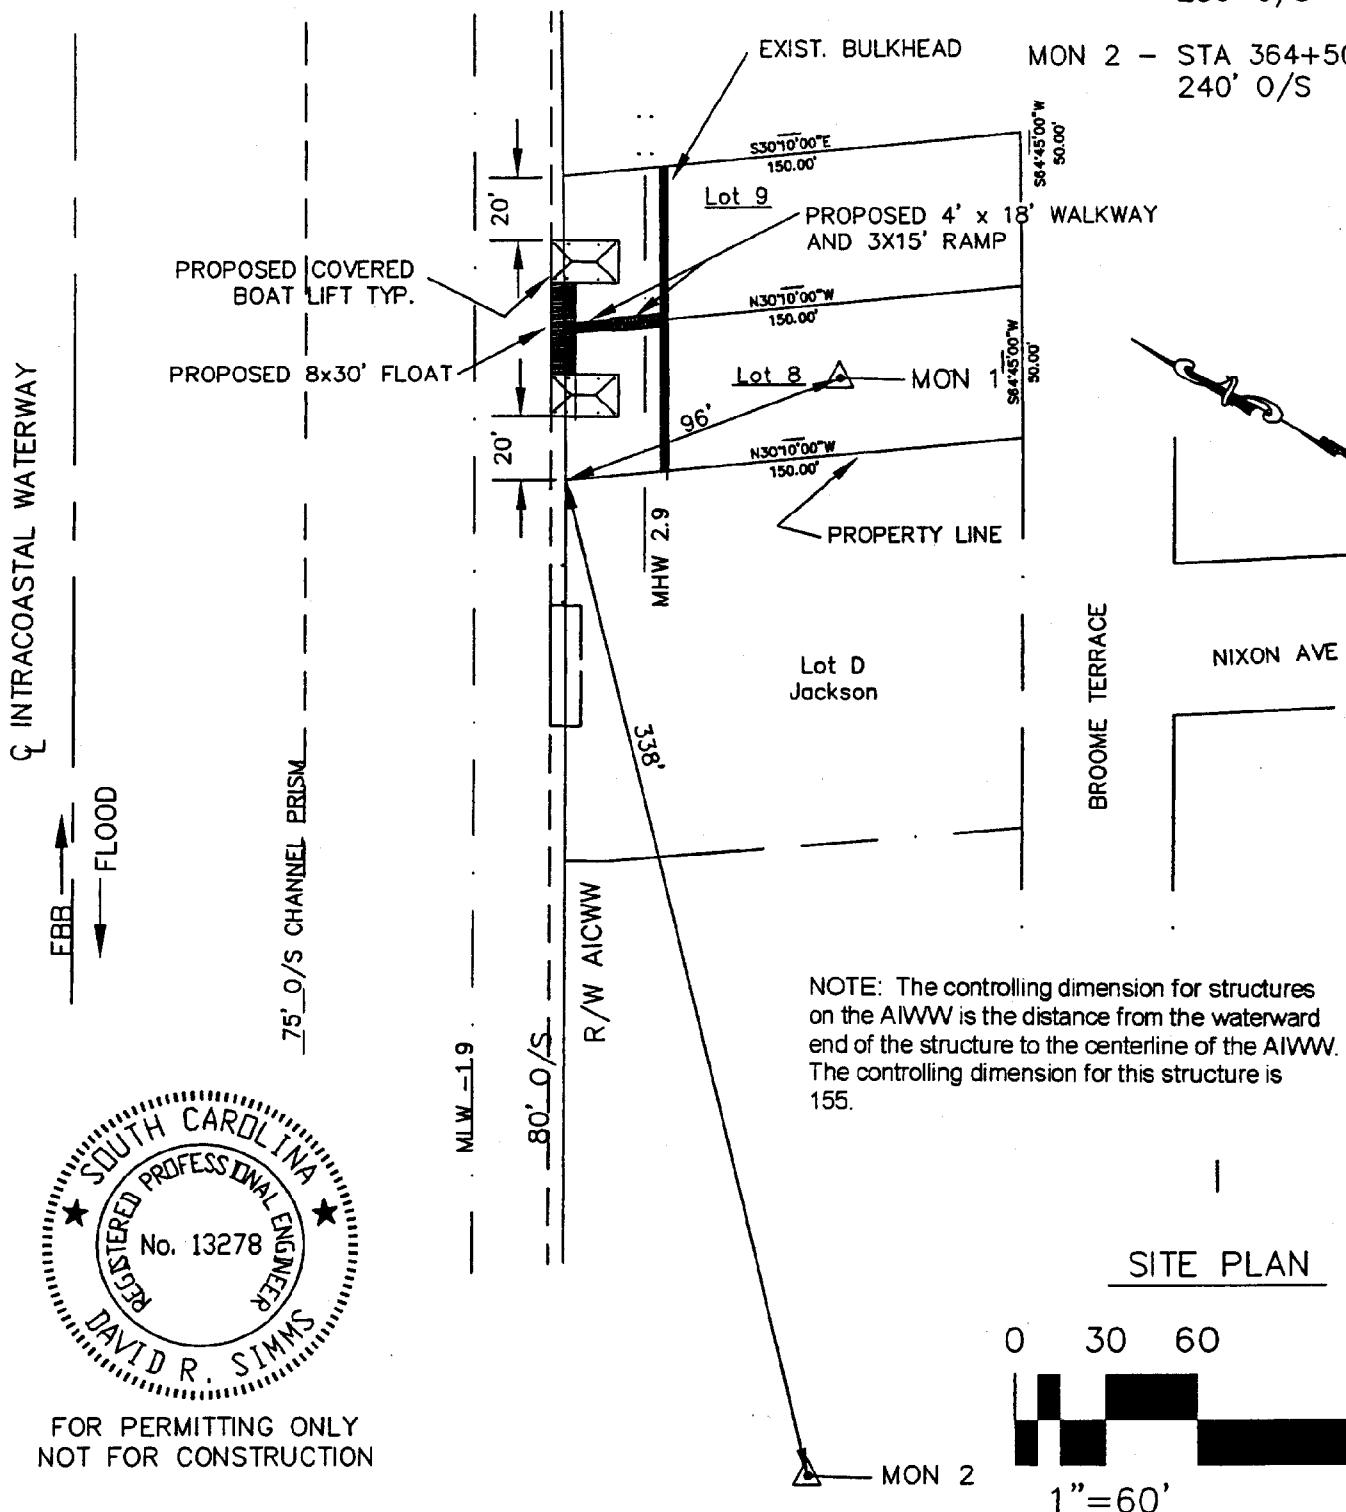 MON 2 – STA 364+50
240' O/S
EXIST. BULKHEAD
S30°10'00"E
150.00'
S64°45'00"W
50.00'
Lot 9
20'
PROPOSED 4' x 18' WALKWAY
AND 3X15' RAMP
PROPOSED COVERED
BOAT LIFT TYP.
N30°10'00"W
150.00'
PROPOSED 8x30' FLOAT
Lot 8
MON 1
S64°45'00"W
50.00'
96'
20'
N30°10'00"W
150.00'
PROPERTY LINE
MHW 2.9
CL INTRACOASTAL WATERWAY
Lot D
Jackson
BROOME TERRACE
NIXON AVE
338'
EBB
FLOOD
75' O/S CHANNEL PRISM
R/W AICWW
MLW -1.9
80' O/S
NOTE: The controlling dimension for structures
on the AIWW is the distance from the waterward
end of the structure to the centerline of the AIWW.
The controlling dimension for this structure is
155.
SOUTH CAROLINA
REGISTERED PROFESSIONAL ENGINEER
No. 13278
DAVID R. SIMMS
FOR PERMITTING ONLY
NOT FOR CONSTRUCTION
SITE PLAN
0 30 60
1"=60'
MON 2